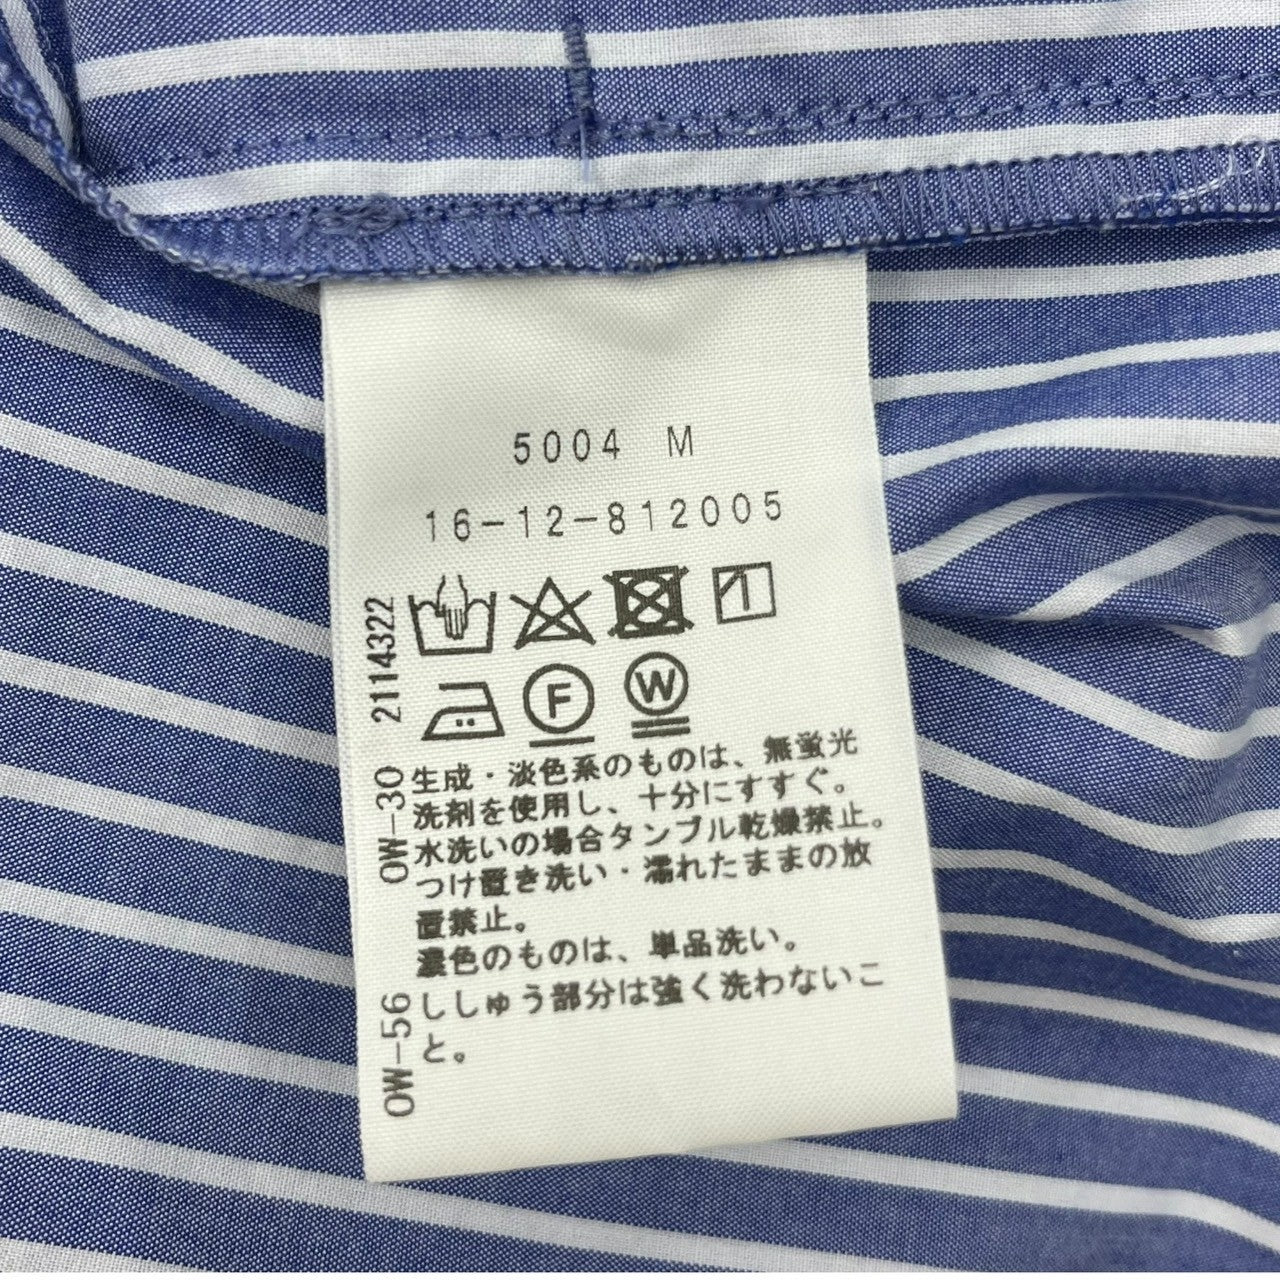 5004 M
16-12-812005
2114322
F
W
OW-30
生成・淡色系のものは、無蛍光
洗剤を使用し、十分にすすぐ。
水洗いの場合タンブル乾燥禁止。
つけ置き洗い・濡れたままの放
置禁止。
濃色のものは、単品洗い。
OW-56
ししゅう部分は強く洗わないこ
と。